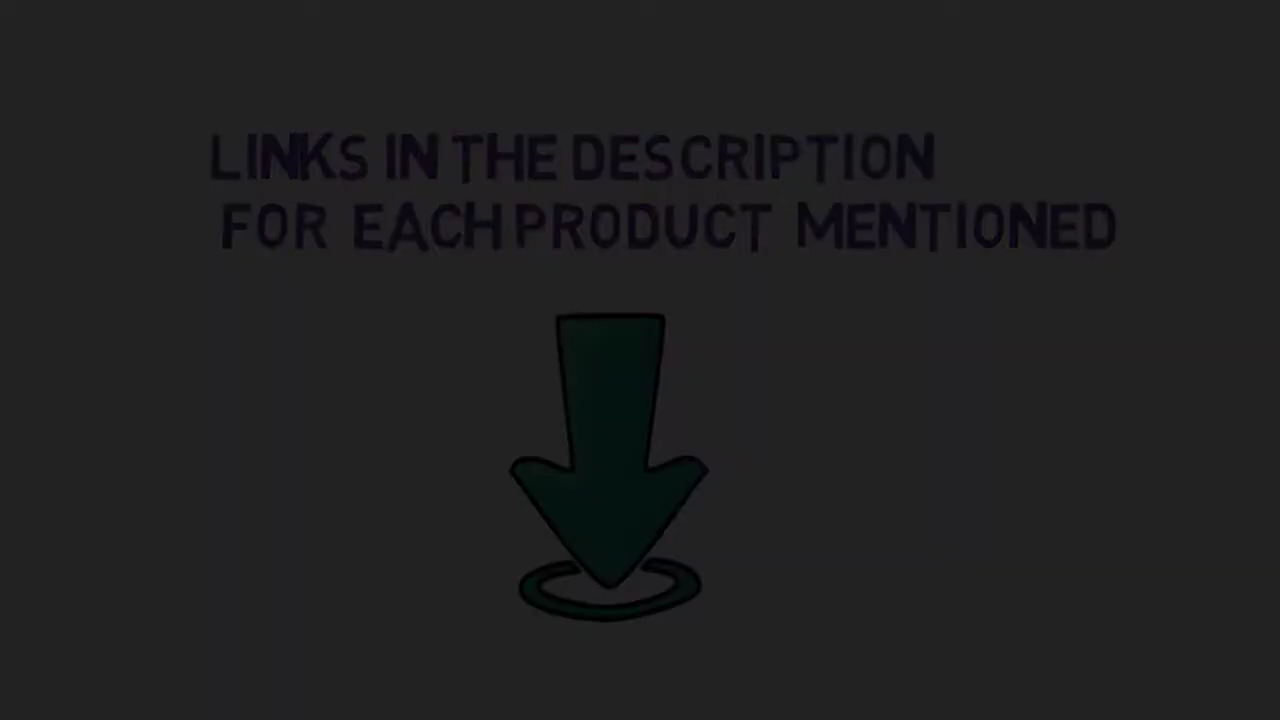 LINKS IN THE DESCRIPTION
FOR EACH PRODUCT MENTIONED